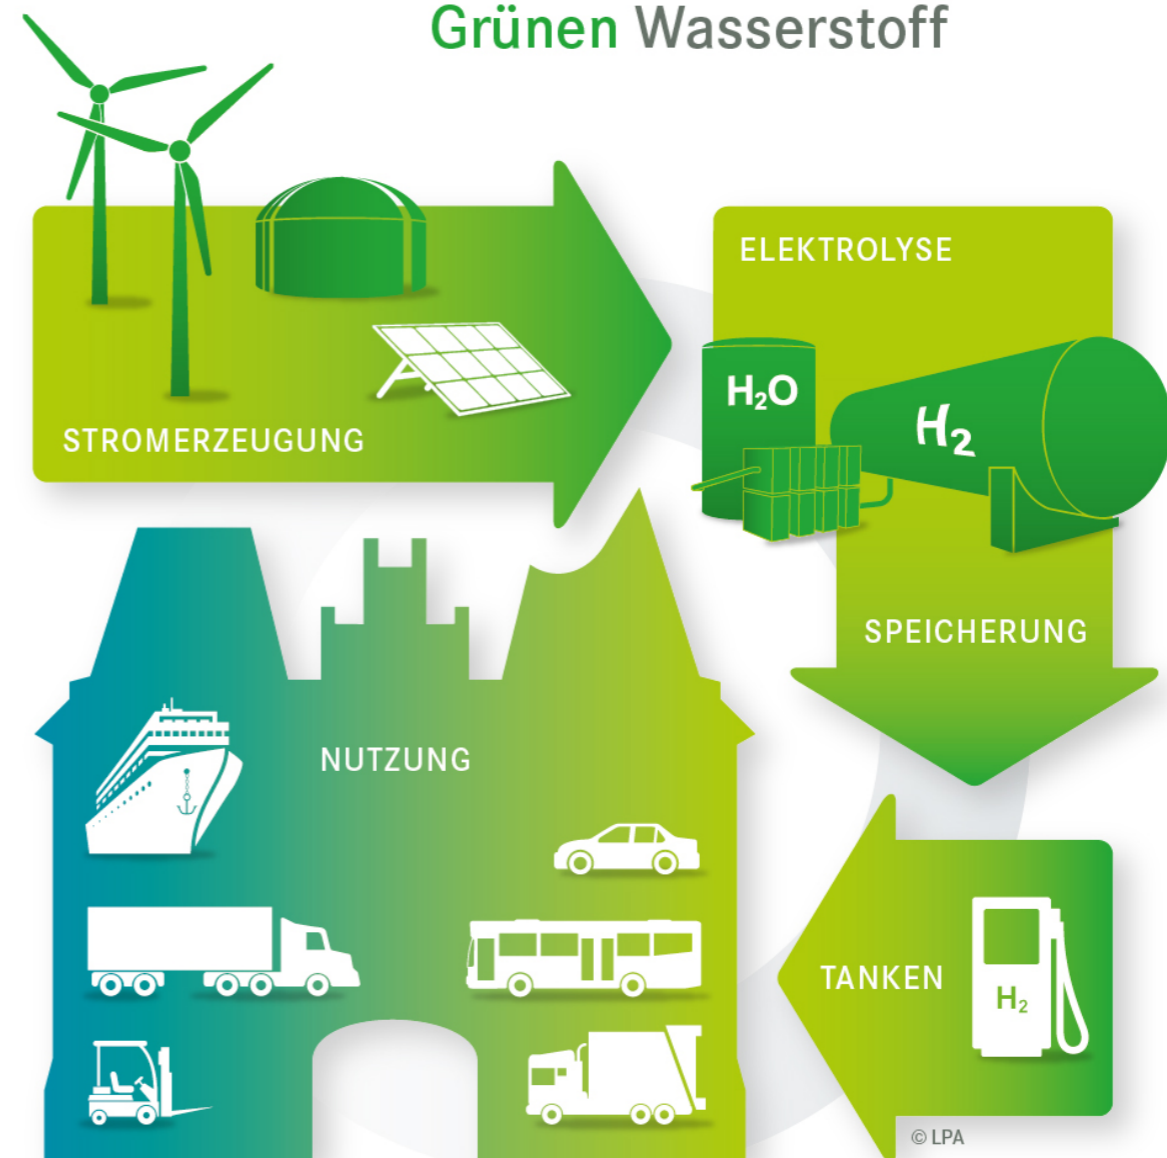 Grünen Wasserstoff
STROMERZEUGUNG
ELEKTROLYSE
H₂O
H₂
SPEICHERUNG
NUTZUNG
TANKEN
H₂
© LPA